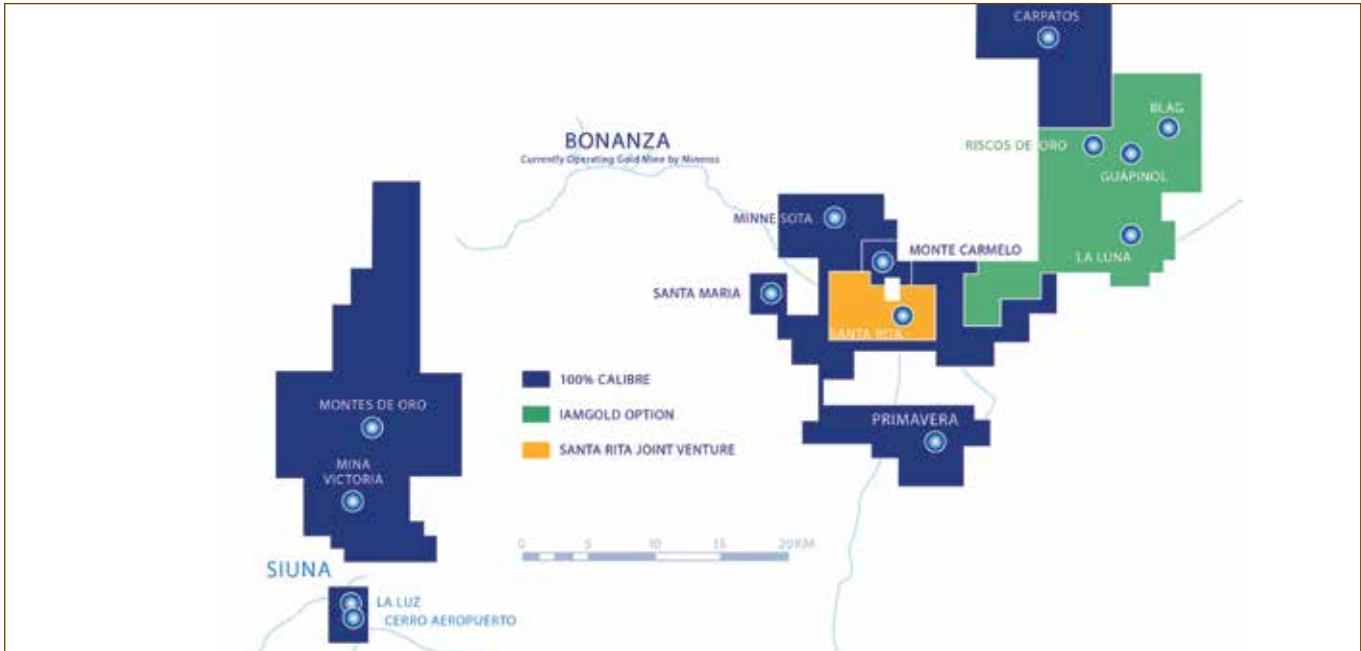 CARPATOS
BLAG
BONANZA
Currently Operating Gold Mine by Mineros
RISCOS DE ORO
GUAPINOL
MINNESOTA
MONTE CARMELO
LA LUNA
SANTA MARIA
SANTA RITA
100% CALIBRE
IAMGOLD OPTION
SANTA RITA JOINT VENTURE
MONTES DE ORO
PRIMAVERA
MINA
VICTORIA
0 5 10 15 20 KM
SIUNA
LA LUZ
CERRO AEROPUERTO